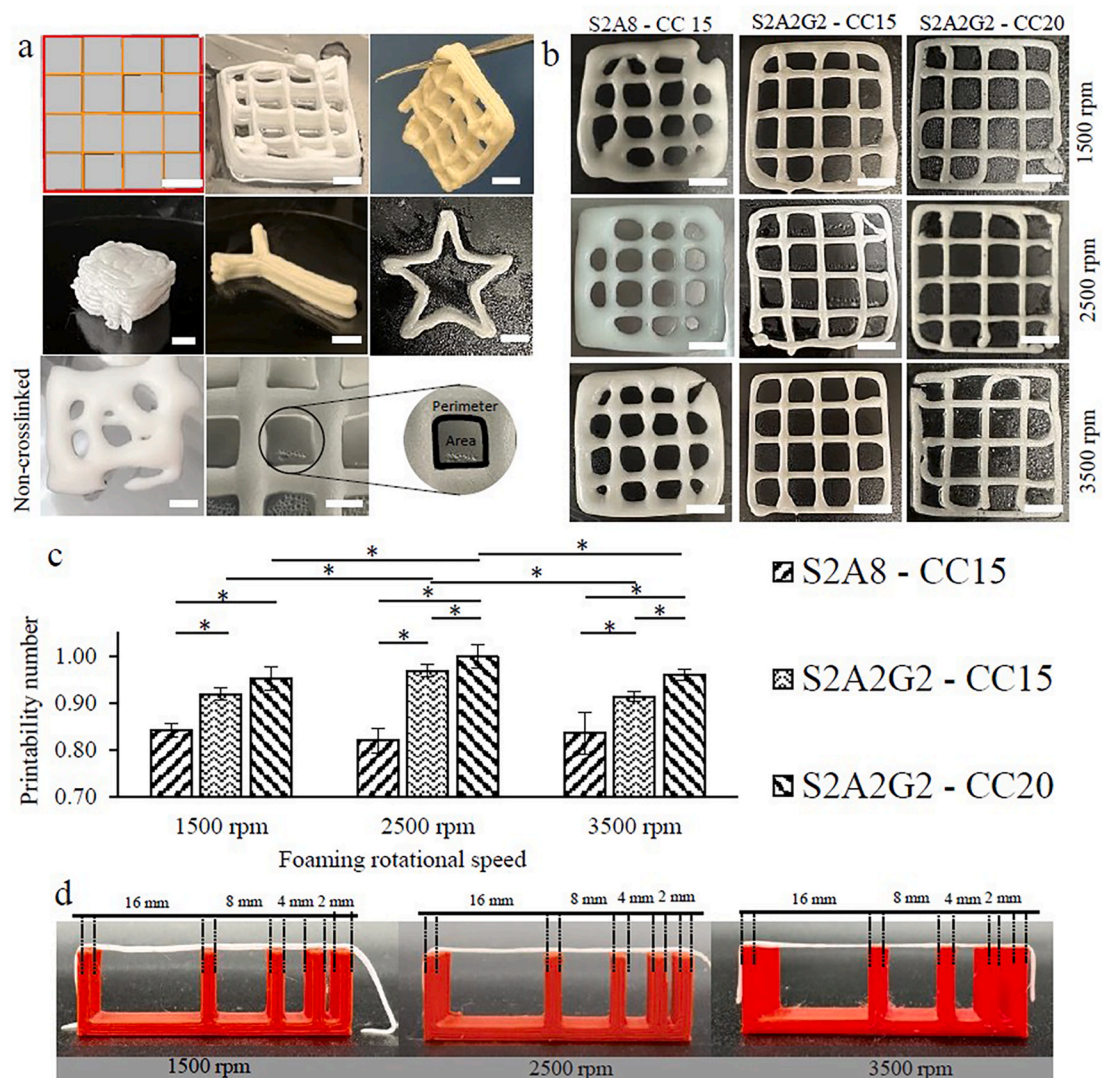 a
Non-crosslinked
Perimeter
Area
b
S2A8 - CC 15
S2A2G2 - CC15
S2A2G2 - CC20
1500 rpm
2500 rpm
3500 rpm
c
* *
* *
* * *
* * * * *
Printability number
1.00
0.90
0.80
0.70
1500 rpm
2500 rpm
3500 rpm
Foaming rotational speed
S2A8 - CC15
S2A2G2 - CC15
S2A2G2 - CC20
d
16 mm 8 mm 4 mm 2 mm
16 mm 8 mm 4 mm 2 mm
16 mm 8 mm 4 mm 2 mm
1500 rpm
2500 rpm
3500 rpm